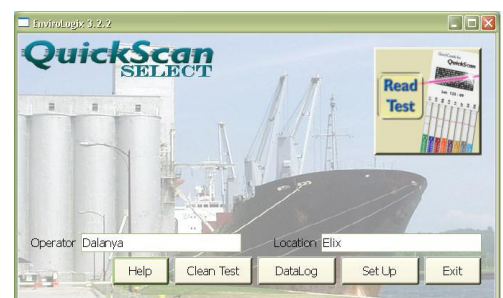 EnviroLogix 3.2.2
QuickScan
SELECT
QuickScan
Read
Test
Operator Dalanya Location Elix
Help Clean Test DataLog Set Up Exit